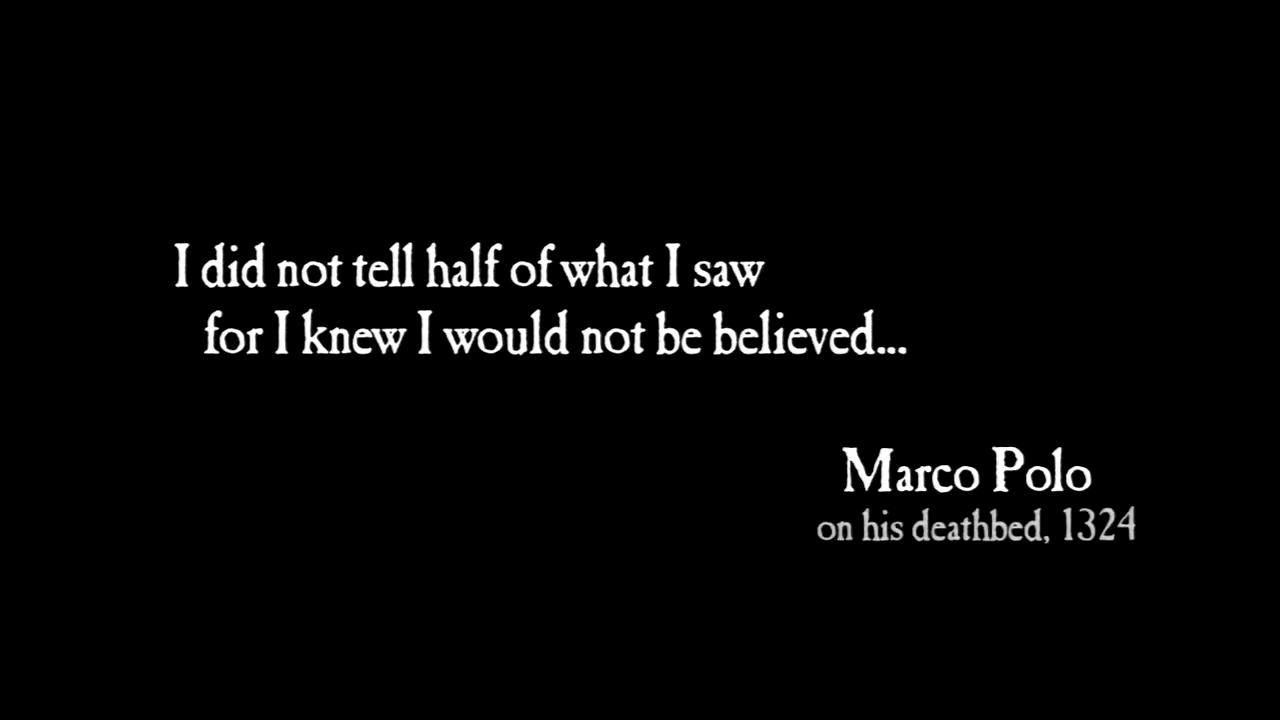 I did not tell half of what I saw
for I knew I would not be believed...
Marco Polo
on his deathbed, 1324